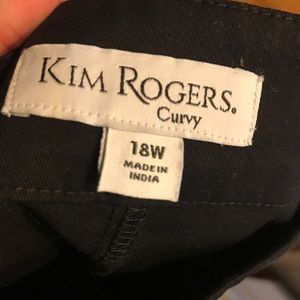 KIM ROGERS®
Curvy
18W
MADE IN
INDIA